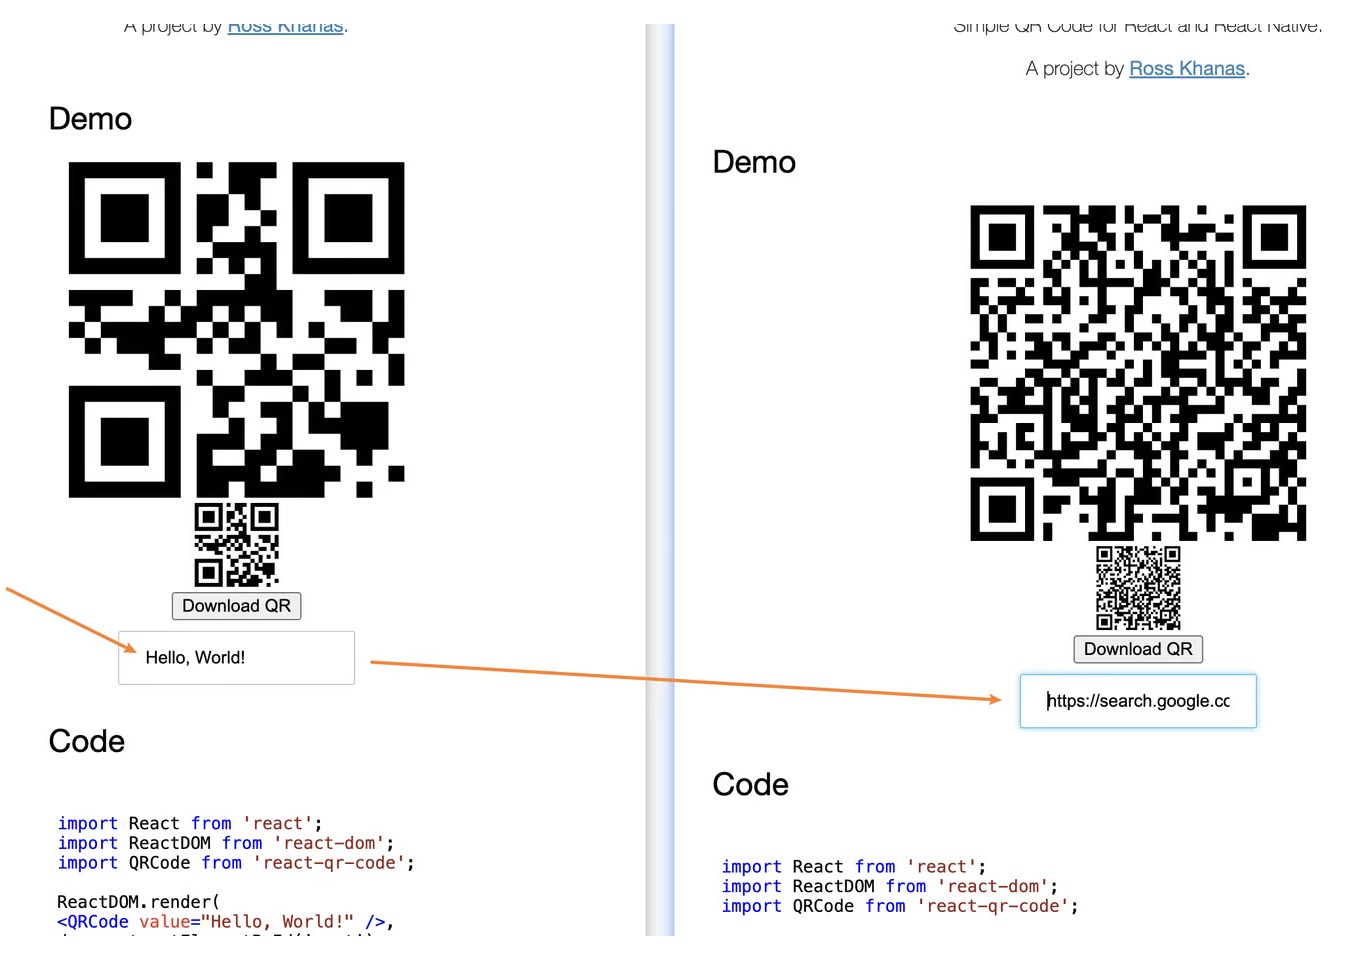 A project by Ross Khanas.
Demo
Download QR
Hello, World!
Code
import React from 'react';
import ReactDOM from 'react-dom';
import QRCode from 'react-qr-code';
ReactDOM.render(
<QRCode value="Hello, World!" />,
Simple QR Code for React and React Native.
A project by Ross Khanas.
Demo
Download QR
https://search.google.cc
Code
import React from 'react';
import ReactDOM from 'react-dom';
import QRCode from 'react-qr-code';